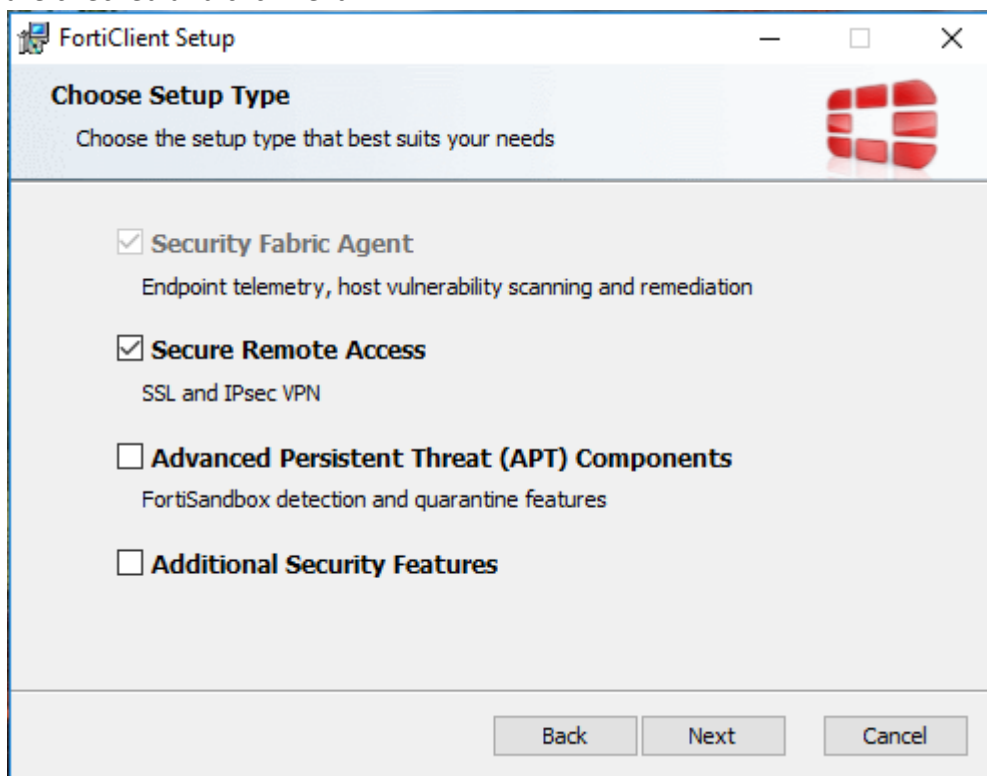 FortiClient Setup
Choose Setup Type
Choose the setup type that best suits your needs
Security Fabric Agent
Endpoint telemetry, host vulnerability scanning and remediation
Secure Remote Access
SSL and IPsec VPN
Advanced Persistent Threat (APT) Components
FortiSandbox detection and quarantine features
Additional Security Features
Back Next Cancel